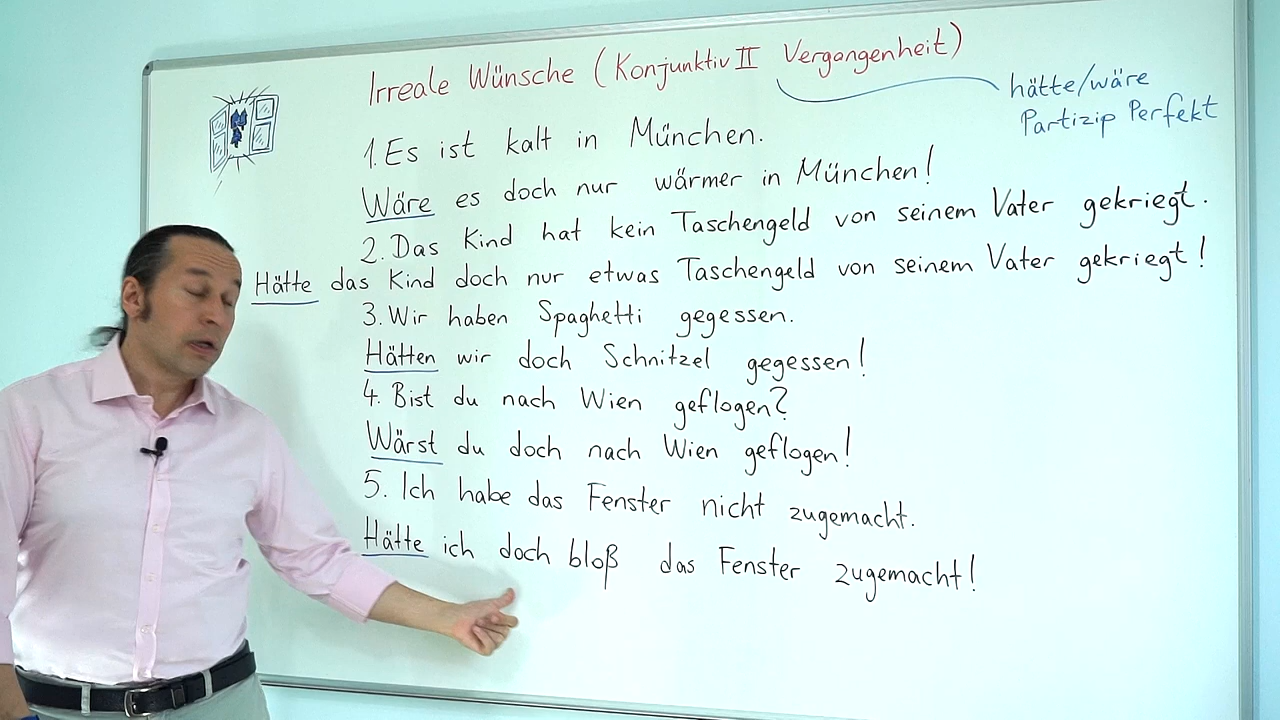 Irreale Wünsche (Konjunktiv II Vergangenheit)
hätte/wäre
Partizip Perfekt
1. Es ist kalt in München.
Wäre es doch nur wärmer in München!
2. Das Kind hat kein Taschengeld von seinem Vater gekriegt.
Hätte das Kind doch nur etwas Taschengeld von seinem Vater gekriegt!
3. Wir haben Spaghetti gegessen.
Hätten wir doch Schnitzel gegessen!
4. Bist du nach Wien geflogen?
Wärst du doch nach Wien geflogen!
5. Ich habe das Fenster nicht zugemacht.
Hätte ich doch bloß das Fenster zugemacht!